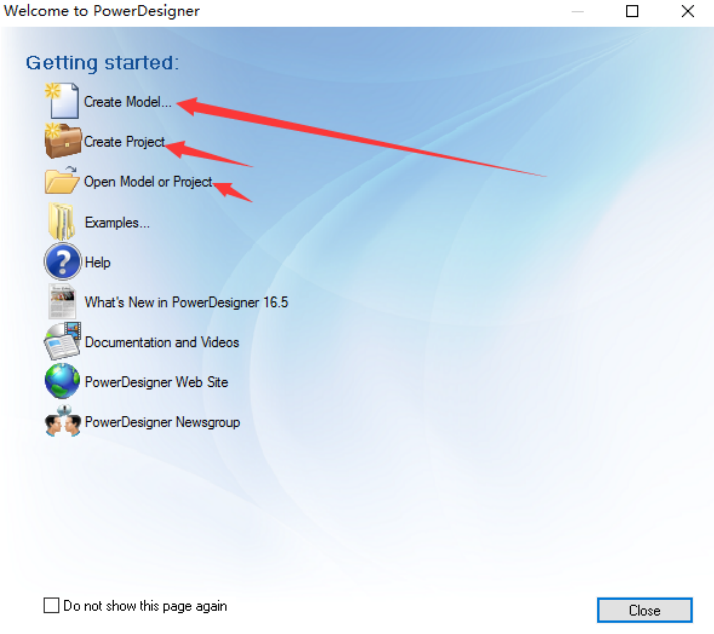 Welcome to PowerDesigner
Getting started:
Create Model...
Create Project
Open Model or Project
Examples...
Help
What's New in PowerDesigner 16.5
Documentation and Videos
PowerDesigner Web Site
PowerDesigner Newsgroup
Do not show this page again
Close